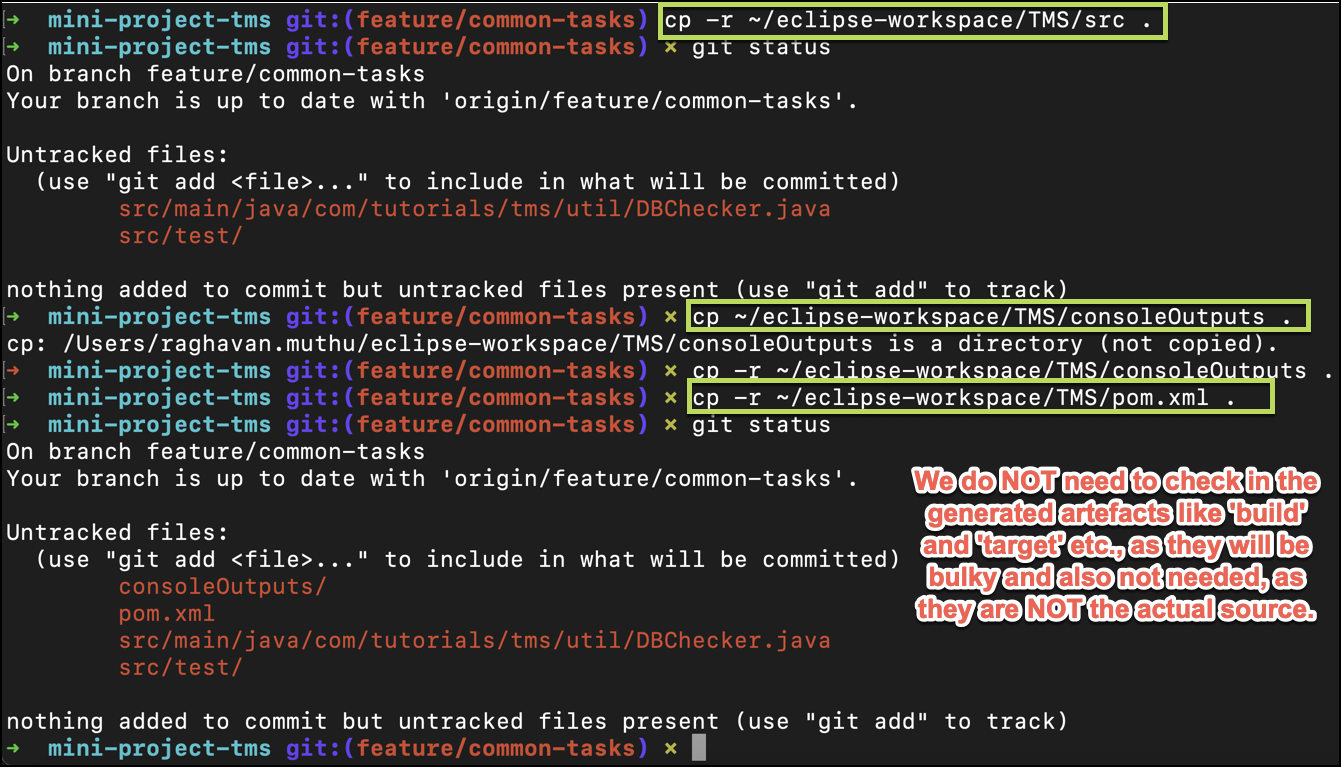 ➜  mini-project-tms git:(feature/common-tasks) cp -r ~/eclipse-workspace/TMS/src .
➜  mini-project-tms git:(feature/common-tasks) ✗ git status
On branch feature/common-tasks
Your branch is up to date with 'origin/feature/common-tasks'.
Untracked files:
(use "git add <file>..." to include in what will be committed)
src/main/java/com/tutorials/tms/util/DBChecker.java
src/test/
nothing added to commit but untracked files present (use "git add" to track)
➜  mini-project-tms git:(feature/common-tasks) ✗ cp ~/eclipse-workspace/TMS/consoleOutputs .
cp: /Users/raghavan.muthu/eclipse-workspace/TMS/consoleOutputs is a directory (not copied).
➜  mini-project-tms git:(feature/common-tasks) ✗ cp -r ~/eclipse-workspace/TMS/consoleOutputs .
➜  mini-project-tms git:(feature/common-tasks) ✗ cp -r ~/eclipse-workspace/TMS/pom.xml .
➜  mini-project-tms git:(feature/common-tasks) ✗ git status
On branch feature/common-tasks
Your branch is up to date with 'origin/feature/common-tasks'.
We do NOT need to check in the
generated artefacts like 'build'
and 'target' etc., as they will be
bulky and also not needed, as
they are NOT the actual source.
Untracked files:
(use "git add <file>..." to include in what will be committed)
consoleOutputs/
pom.xml
src/main/java/com/tutorials/tms/util/DBChecker.java
src/test/
nothing added to commit but untracked files present (use "git add" to track)
➜  mini-project-tms git:(feature/common-tasks) ✗